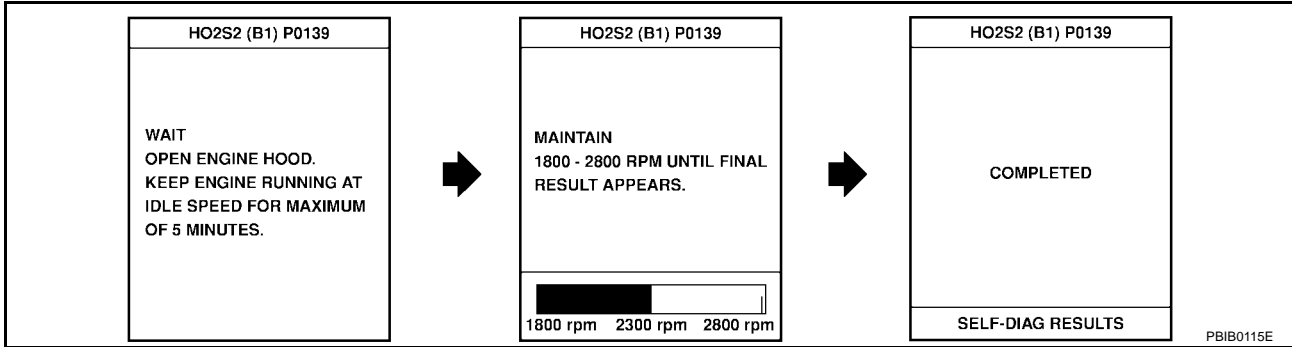 HO2S2 (B1) P0139
WAIT
OPEN ENGINE HOOD.
KEEP ENGINE RUNNING AT
IDLE SPEED FOR MAXIMUM
OF 5 MINUTES.
HO2S2 (B1) P0139
MAINTAIN
1800 - 2800 RPM UNTIL FINAL
RESULT APPEARS.
1800 rpm 2300 rpm 2800 rpm
HO2S2 (B1) P0139
COMPLETED
SELF-DIAG RESULTS
PBIB0115E